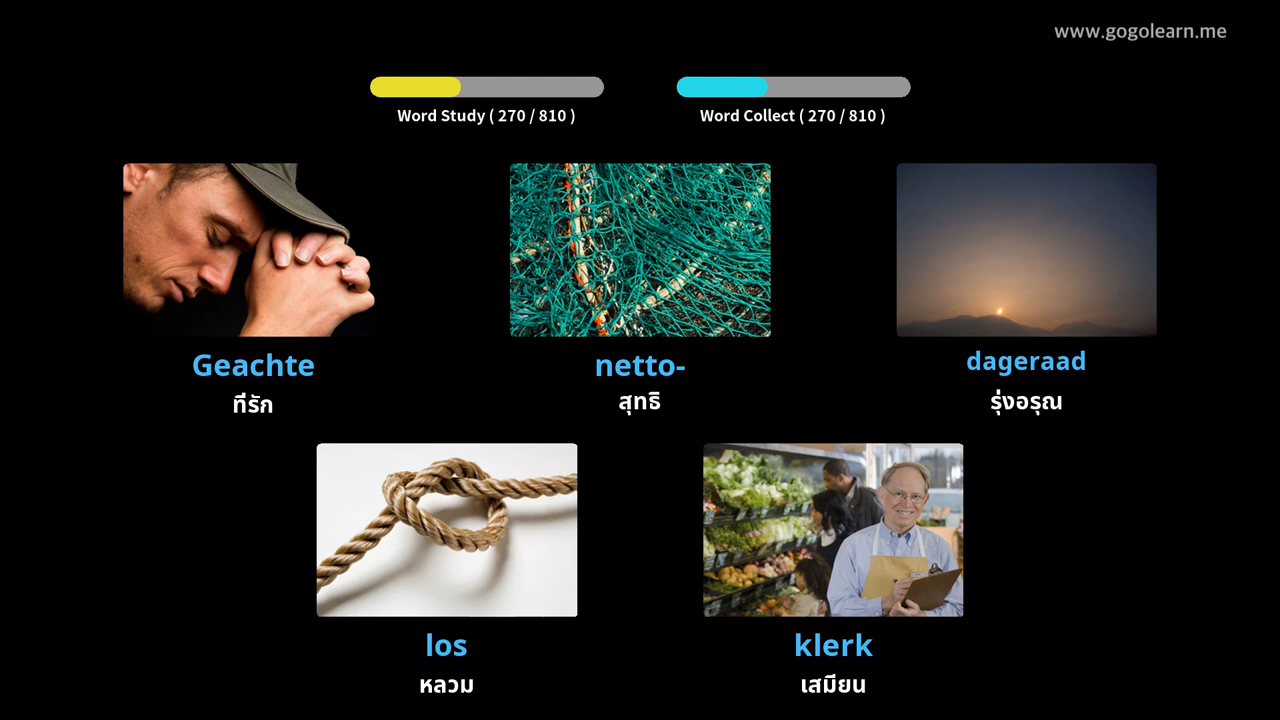 www.gogolearn.me
Word Study ( 270 / 810 )
Word Collect ( 270 / 810 )
Geachte
ที่รัก
netto-
สุทธิ
dageraad
รุ่งอรุณ
los
หลวม
klerk
เสมียน